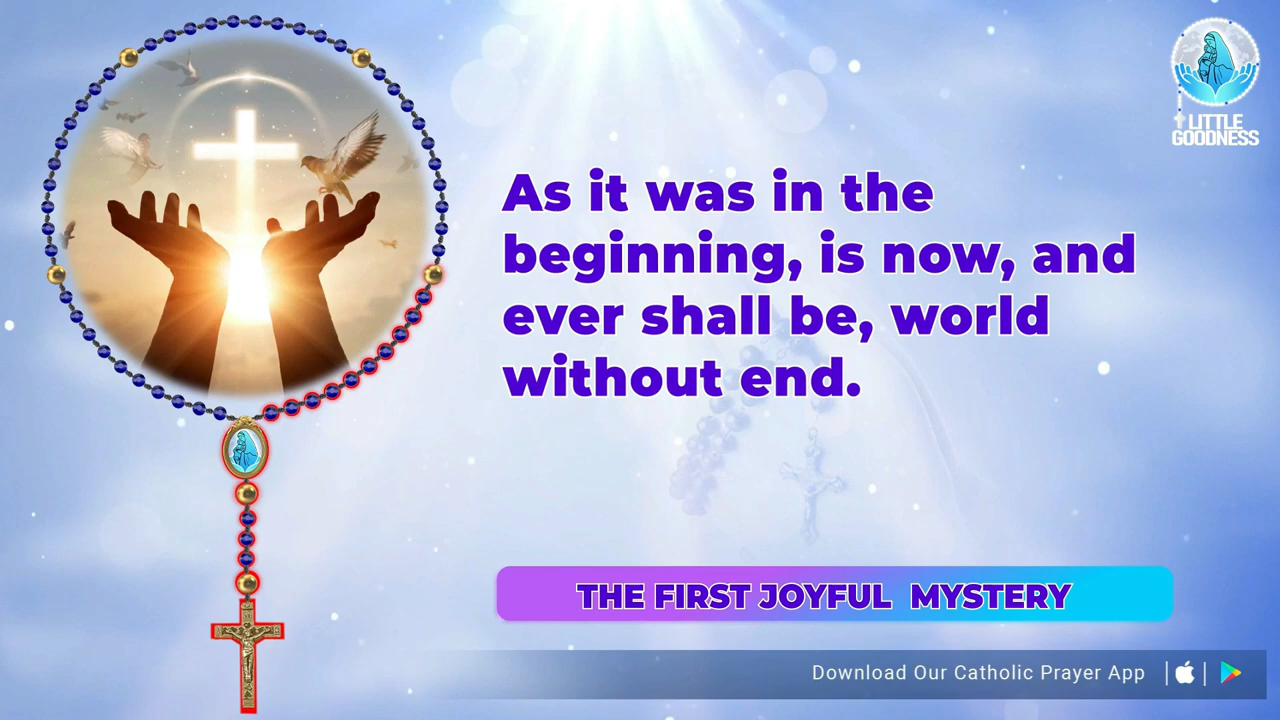 LITTLE
GOODNESS
As it was in the
beginning, is now, and
ever shall be, world
without end.
THE FIRST JOYFUL MYSTERY
Download Our Catholic Prayer App